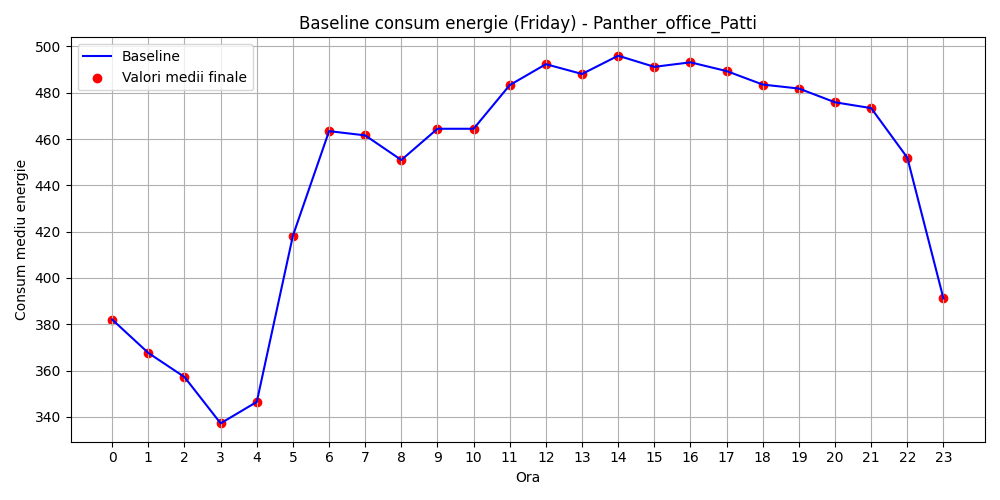 Baseline consum energie (Friday) - Panther_office_Patti
Baseline
Valori medii finale
Consum mediu energie
500
480
460
440
420
400
380
360
340
0 1 2 3 4 5 6 7 8 9 10 11 12 13 14 15 16 17 18 19 20 21 22 23
Ora